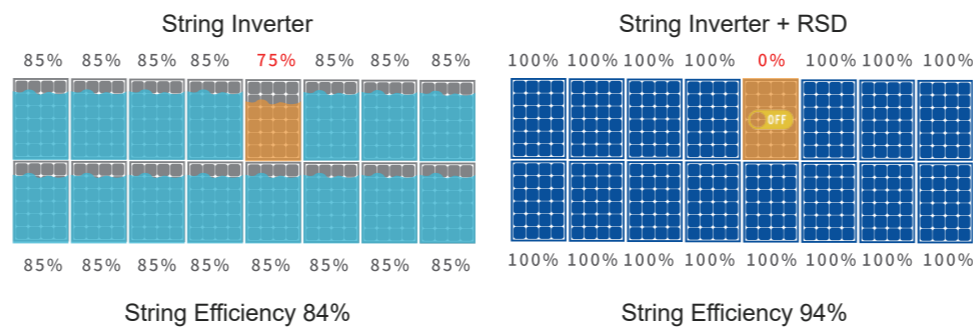 String Inverter
85% 85% 85% 85% 75% 85% 85% 85%
85% 85% 85% 85% 85% 85% 85% 85%
String Efficiency 84%
String Inverter + RSD
100% 100% 100% 100% 0% 100% 100% 100%
OFF
100% 100% 100% 100% 100% 100% 100% 100%
String Efficiency 94%